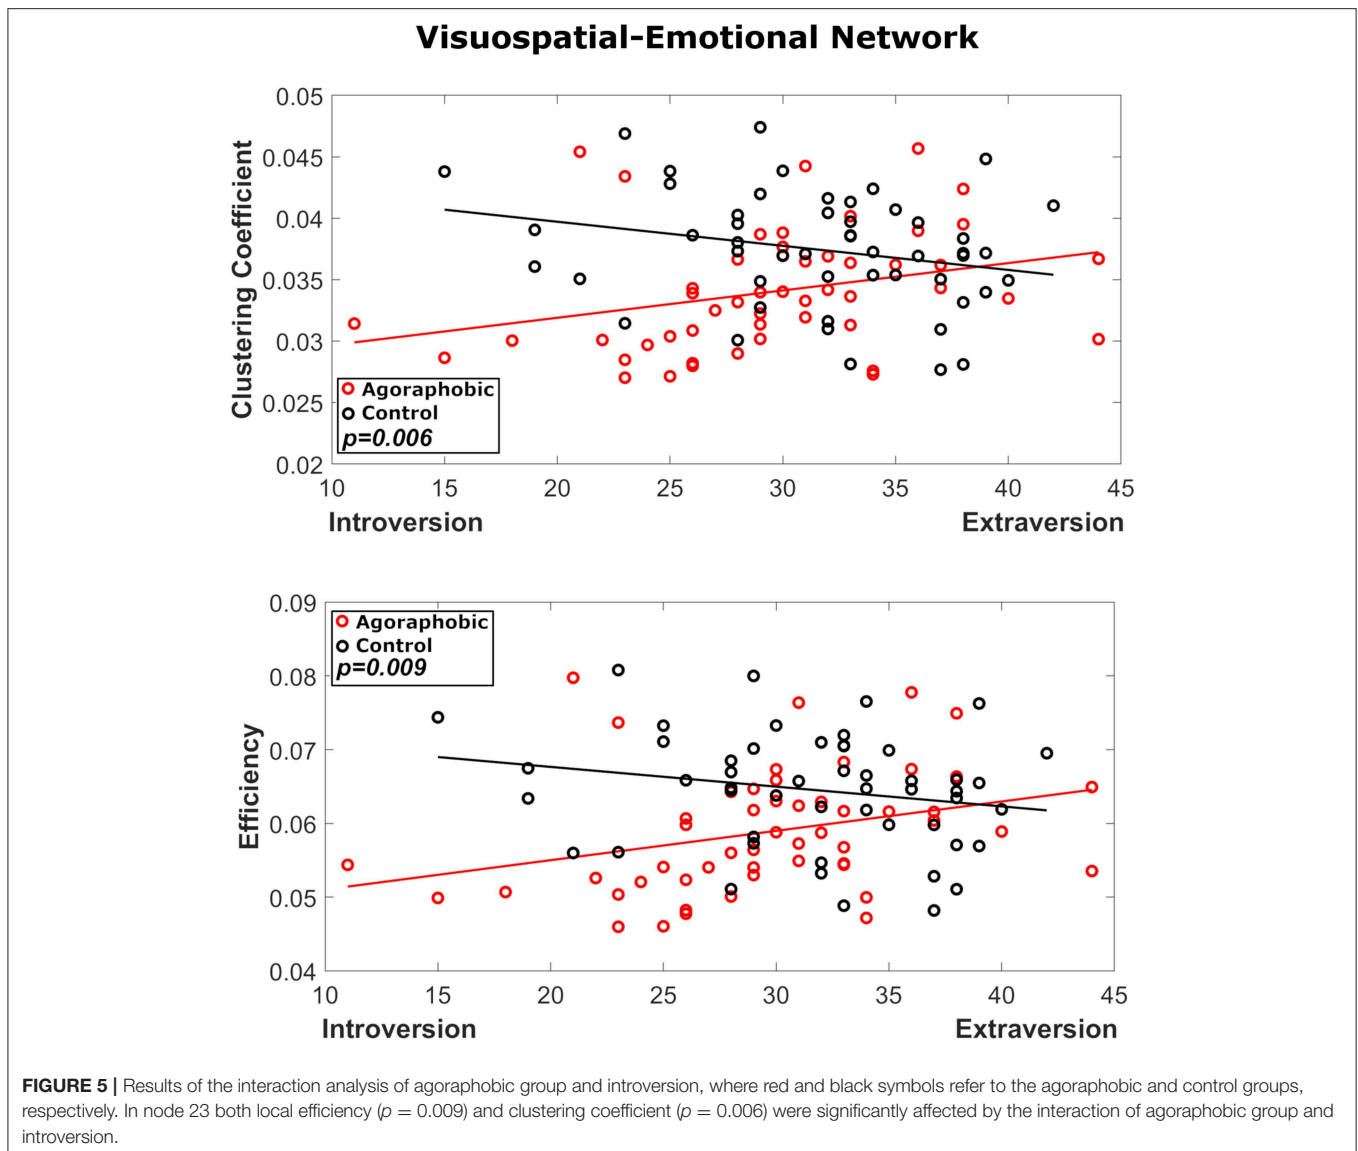 Visuospatial-Emotional Network
0.05
0.045
0.04
0.035
0.03
0.025
0.02
Clustering Coefficient
Agoraphobic
Control
p=0.006
10 15 20 25 30 35 40 45
Introversion Extraversion
0.09
0.08
0.07
0.06
0.05
0.04
Efficiency
Agoraphobic
Control
p=0.009
10 15 20 25 30 35 40 45
Introversion Extraversion
FIGURE 5 | Results of the interaction analysis of agoraphobic group and introversion, where red and black symbols refer to the agoraphobic and control groups,
respectively. In node 23 both local efficiency (p = 0.009) and clustering coefficient (p = 0.006) were significantly affected by the interaction of agoraphobic group and
introversion.